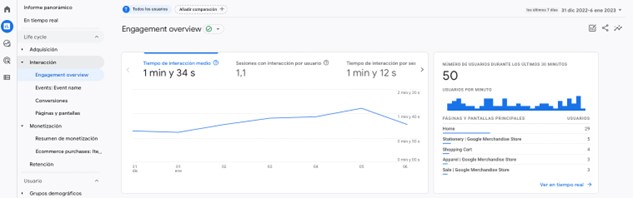 Informe panorámico
En tiempo real
Life cycle
Adquisición
Interacción
Engagement overview
Events: Event name
Conversiones
Páginas y pantallas
Monetización
Resumen de monetización
Ecommerce purchases: Ite...
Retención
Usuario
Grupos demográficos
Todos los usuarios
Añadir comparación +
Últimos 7 días
31 dic 2022-6 ene 2023
Engagement overview
Tiempo de interacción medio
1 min y 34 s
Sesiones con interacción por usuario
1,1
Tiempo de interacción por ses
1 min y 12 s
31
dic
01
ene
02
03
04
05
06
NÚMERO DE USUARIOS DURANTE LOS ÚLTIMOS 30 MINUTOS
50
USUARIOS POR MINUTO
PÁGINAS Y PANTALLAS PRINCIPALES USUARIOS
Home 29
Stationery | Google Merchandise Store 5
Shopping Cart 4
Apparel | Google Merchandise Store 3
Sale | Google Merchandise Store 3
Ver en tiempo real